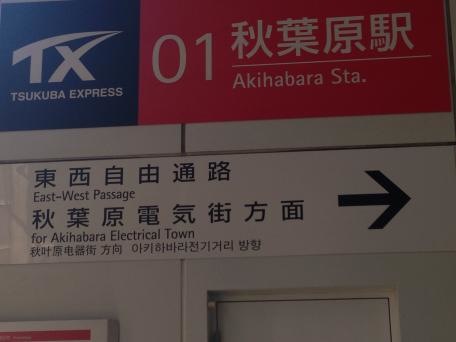 TX
TSUKUBA EXPRESS
01 秋葉原駅
Akihabara Sta.
東西自由通路
East-West Passage
秋葉原電気街方面
for Akihabara Electrical Town
秋叶原电器街 方向 아키하바라전기거리 방향